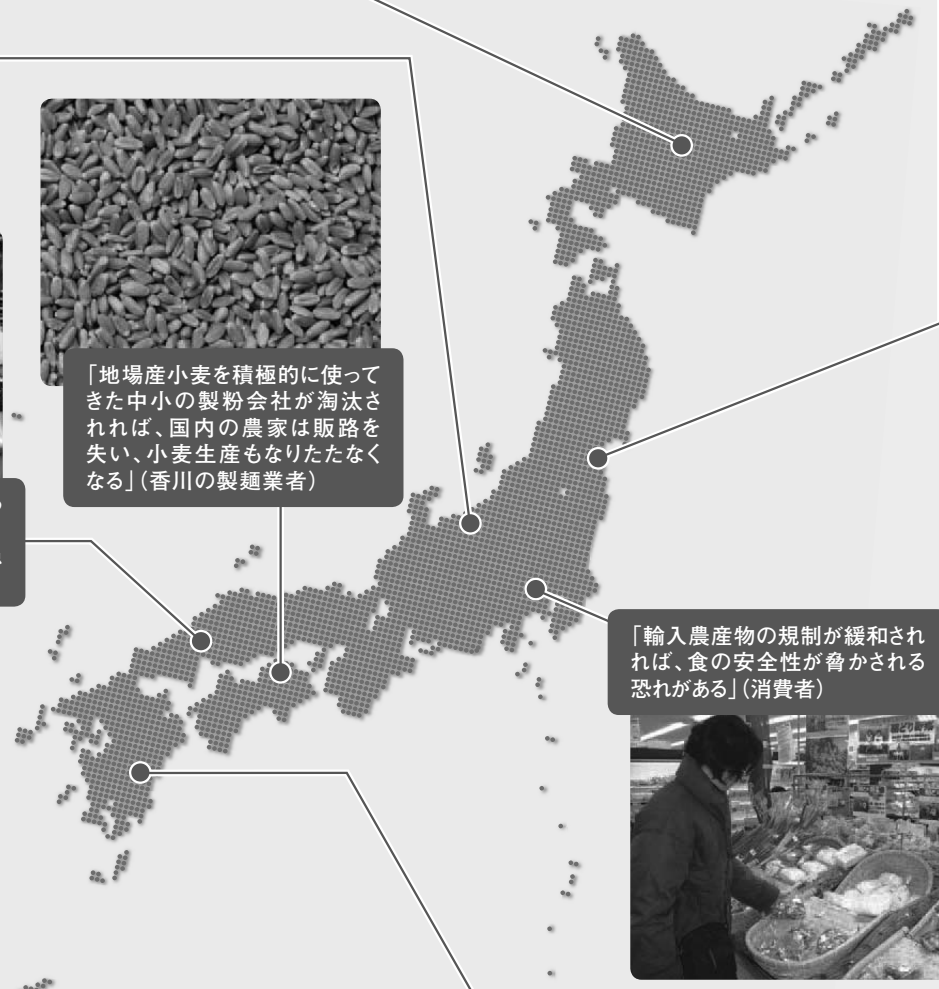 「地場産小麦を積極的に使って
きた中小の製粉会社が淘汰さ
れれば、国内の農家は販路を
失い、小麦生産もなりたたなく
なる」(香川の製麺業者)
「輸入農産物の規制が緩和され
れば、食の安全性が脅かされる
恐れがある」(消費者)